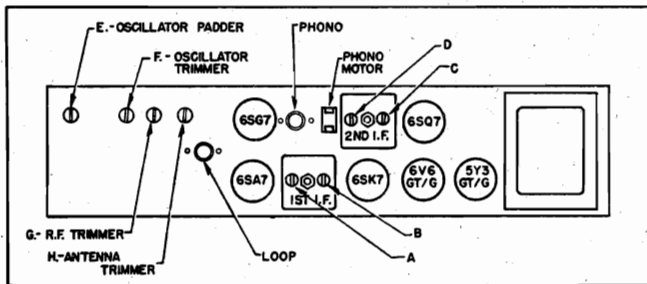 E.-OSCILLATOR PADDER
F.-OSCILLATOR
TRIMMER
PHONO
PHONO
MOTOR
D
C
6SG7
2ND I.F.
6SQ7
6SA7
1ST I.F.
6SK7
6V6
GT/G
5Y3
GT/G
G.-R.F. TRIMMER
H.-ANTENNA
TRIMMER
LOOP
B
A